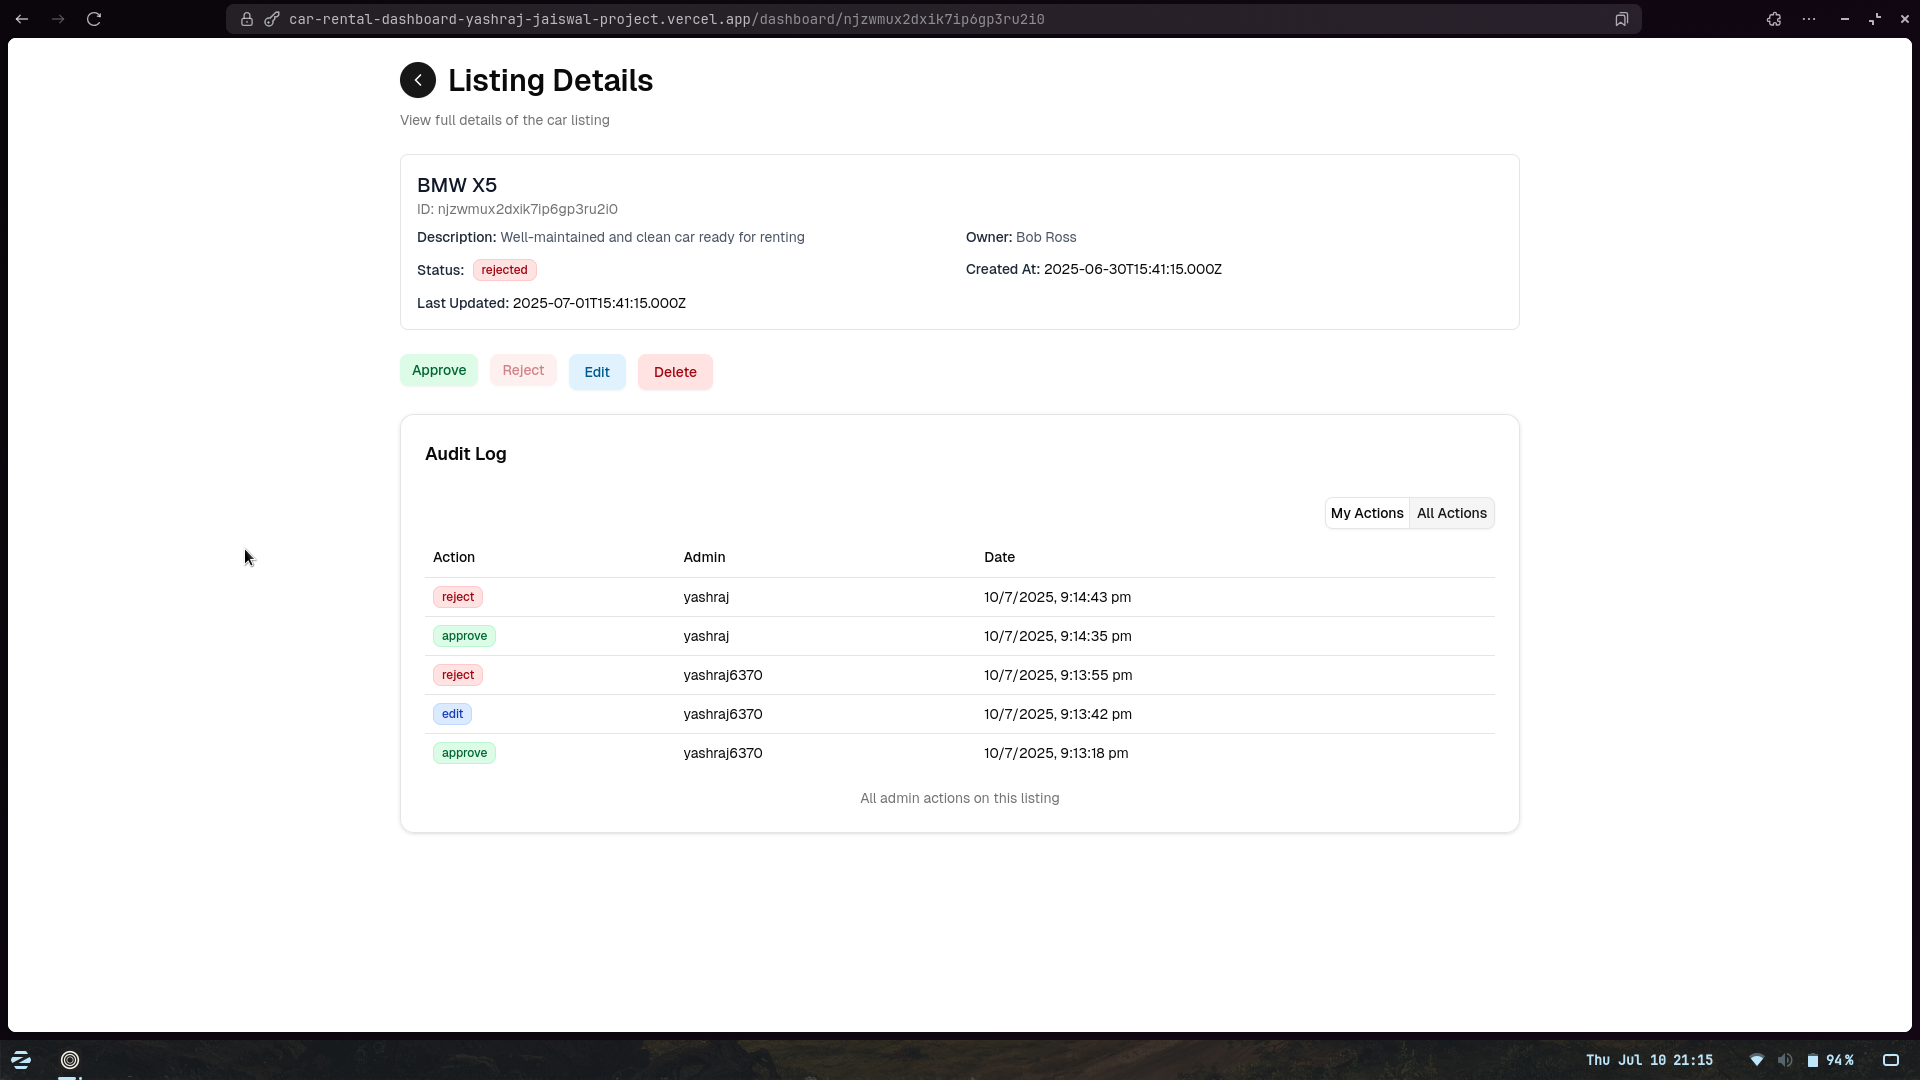 car-rental-dashboard-yashraj-jaiswal-project.vercel.app/dashboard/njzwmux2dxik7ip6gp3ru2i0
Listing Details
View full details of the car listing
BMW X5
ID: njzwmux2dxik7ip6gp3ru2i0
Description: Well-maintained and clean car ready for renting
Owner: Bob Ross
Status: rejected
Created At: 2025-06-30T15:41:15.000Z
Last Updated: 2025-07-01T15:41:15.000Z
Approve Reject Edit Delete
Audit Log
My Actions All Actions
Action Admin Date
reject yashraj 10/7/2025, 9:14:43 pm
approve yashraj 10/7/2025, 9:14:35 pm
reject yashraj6370 10/7/2025, 9:13:55 pm
edit yashraj6370 10/7/2025, 9:13:42 pm
approve yashraj6370 10/7/2025, 9:13:18 pm
All admin actions on this listing
Thu Jul 10 21:15 94%